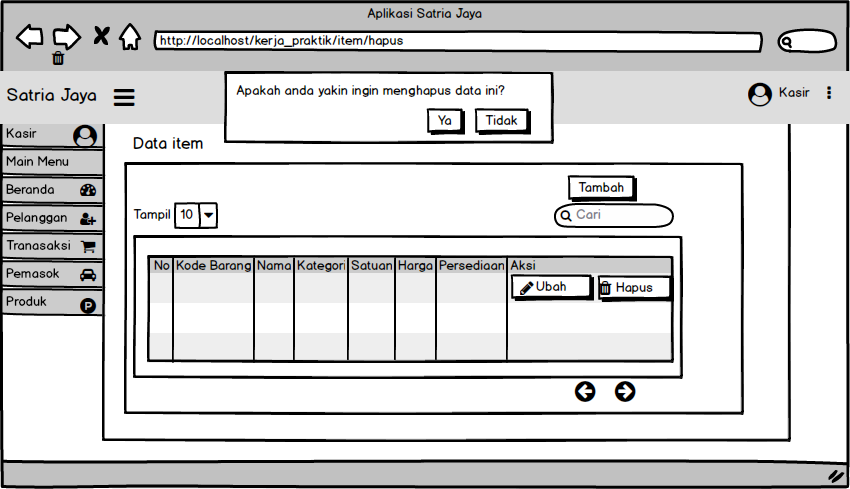 Aplikasi Satria Jaya
http://localhost/kerja_praktik/item/hapus
Satria Jaya
Apakah anda yakin ingin menghapus data ini?
Ya Tidak
Kasir
Kasir
Main Menu
Beranda
Pelanggan
Tranasaksi
Pemasok
Produk P
Data item
Tambah
Tampil 10
Cari
No Kode Barang Nama Kategori Satuan Harga Persediaan Aksi
Ubah Hapus